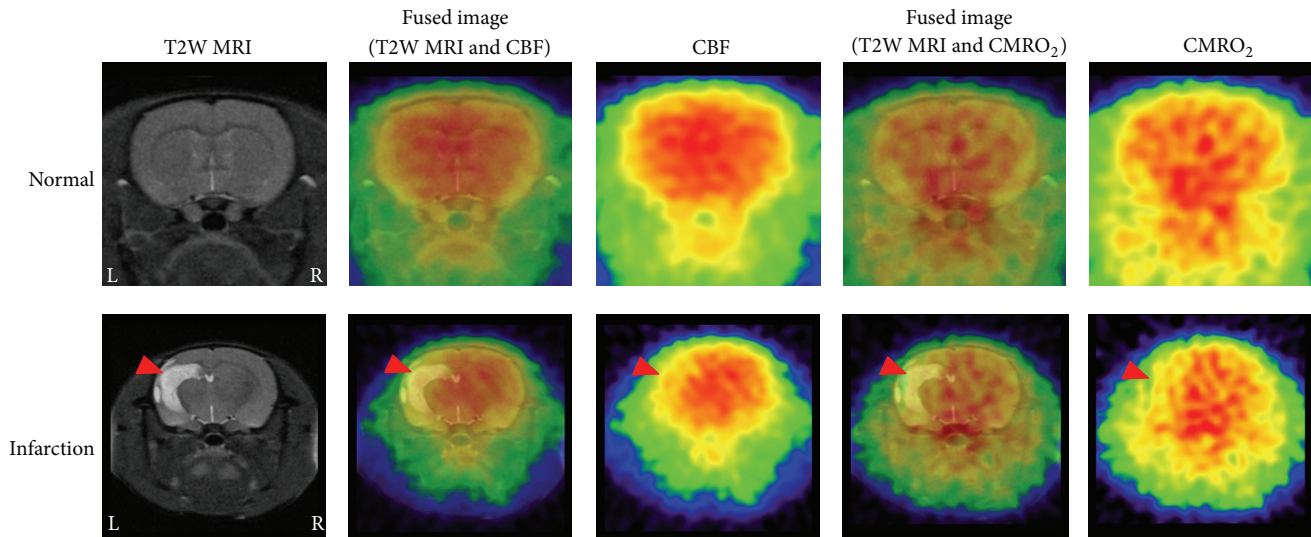 T2W MRI
Fused image
(T2W MRI and CBF)
CBF
Fused image
(T2W MRI and CMRO₂)
CMRO₂
Normal
L
R
Infarction
L
R